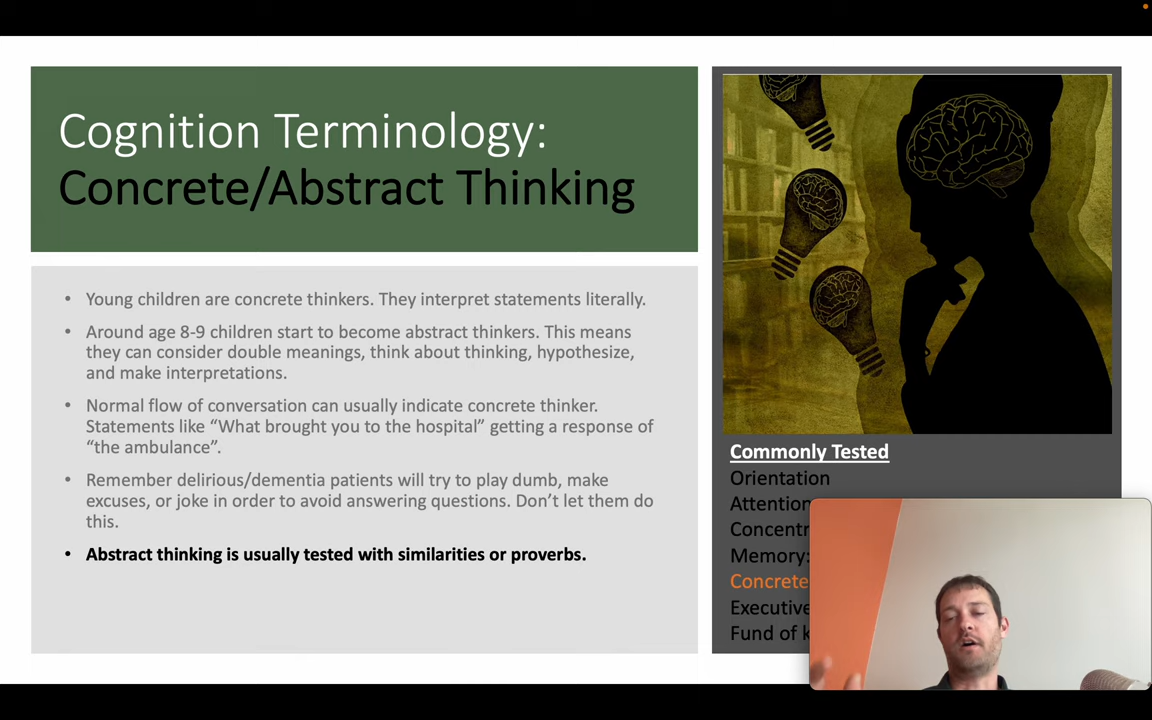 Cognition Terminology:
Concrete/Abstract Thinking
• Young children are concrete thinkers. They interpret statements literally.
• Around age 8-9 children start to become abstract thinkers. This means
they can consider double meanings, think about thinking, hypothesize,
and make interpretations.
• Normal flow of conversation can usually indicate concrete thinker.
Statements like “What brought you to the hospital” getting a response of
“the ambulance”.
• Remember delirious/dementia patients will try to play dumb, make
excuses, or joke in order to avoid answering questions. Don’t let them do
this.
• Abstract thinking is usually tested with similarities or proverbs.
Commonly Tested
Orientation
Attention
Memory:
Concrete
Executive
Fund of